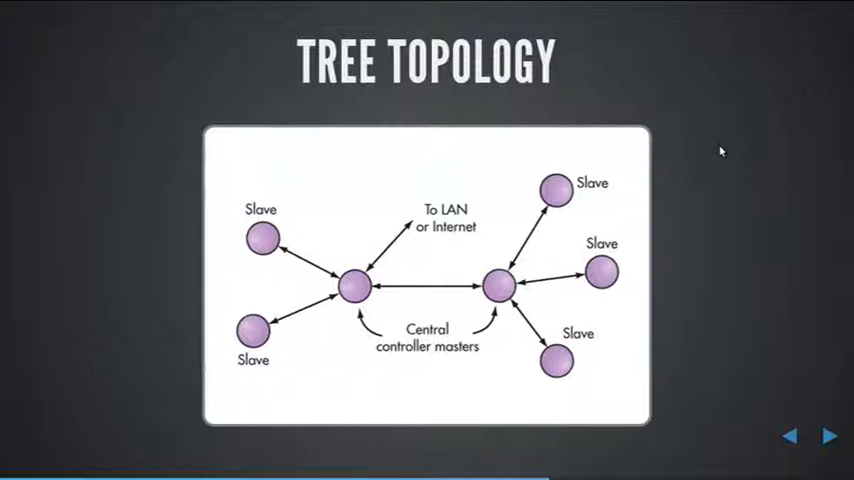 TREE TOPOLOGY
Slave
Slave
To LAN
or Internet
Slave
Slave
Central
controller masters
Slave